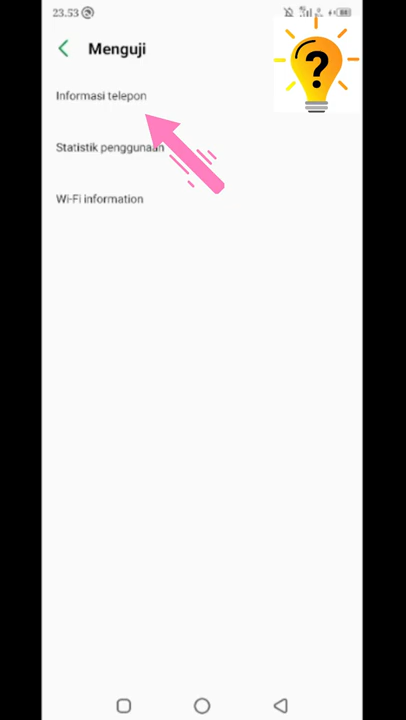 23.53
Menguji
Informasi telepon
Statistik penggunaan
Wi-Fi information
?